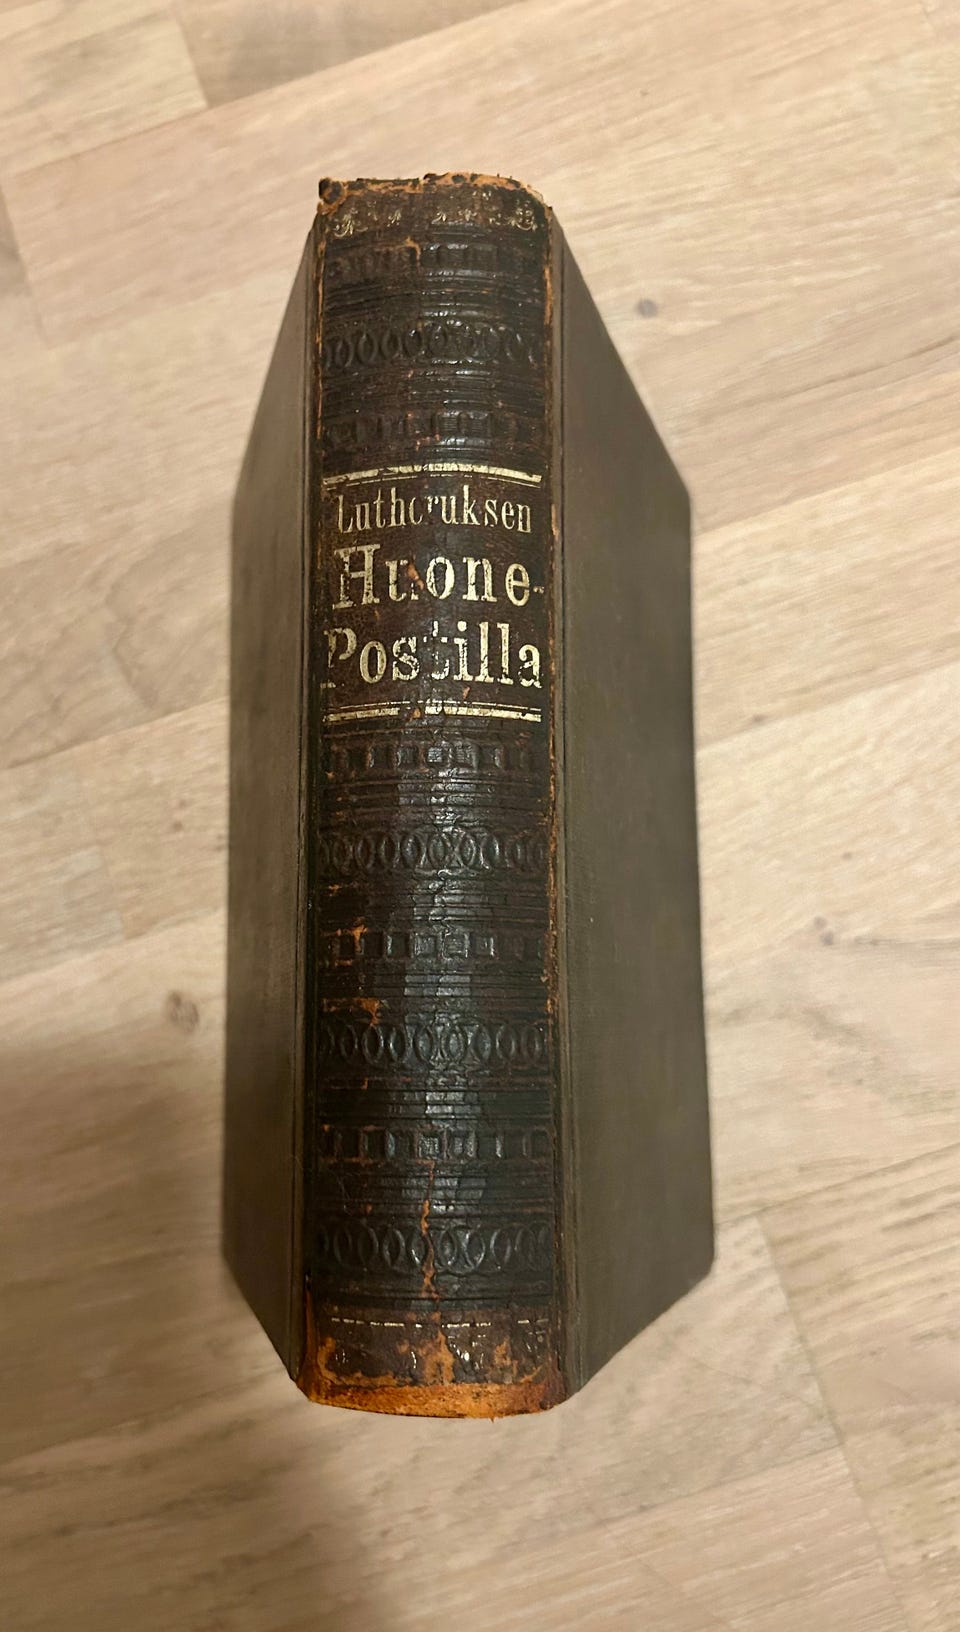 Lutheruksen
Huone-
Postilla